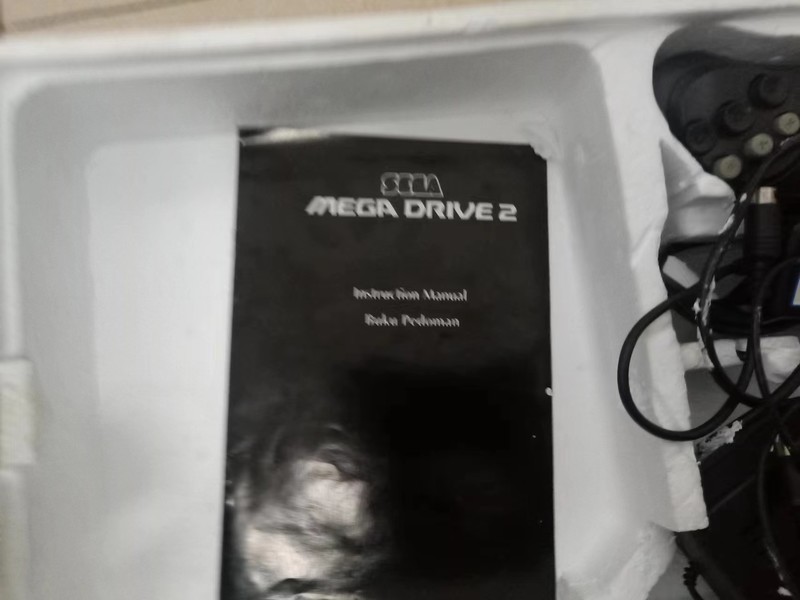 SEGA
MEGA DRIVE 2
Instruction Manual
Buku Pedoman